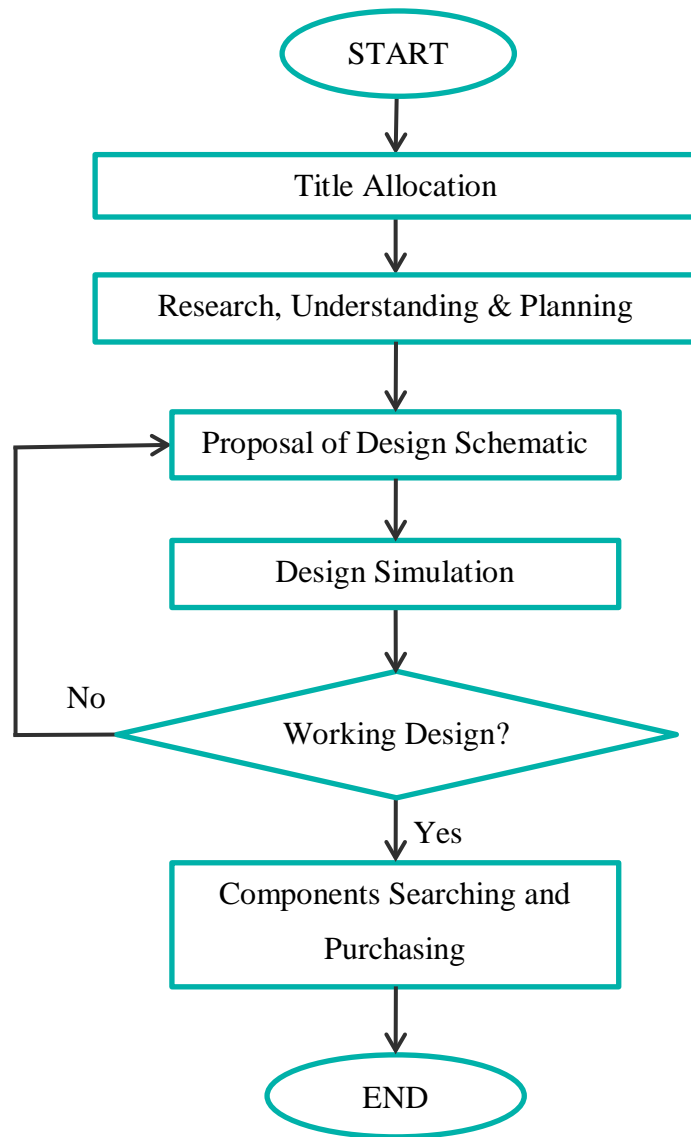 START
Title Allocation
Research, Understanding & Planning
Proposal of Design Schematic
Design Simulation
No
Working Design?
Yes
Components Searching and
Purchasing
END